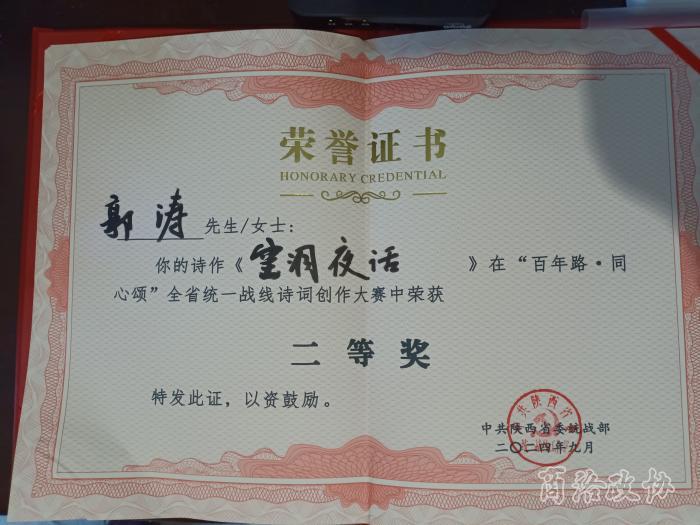 荣誉证书
HONORARY CREDENTIAL
郭涛 先生/女士:
你的诗作《窑洞夜话》在“百年路·同
心颂”全省统一战线诗词创作大赛中荣获
二等奖
特发此证,以资鼓励。
中共陕西省委统战部
二〇二四年九月
商洛政协